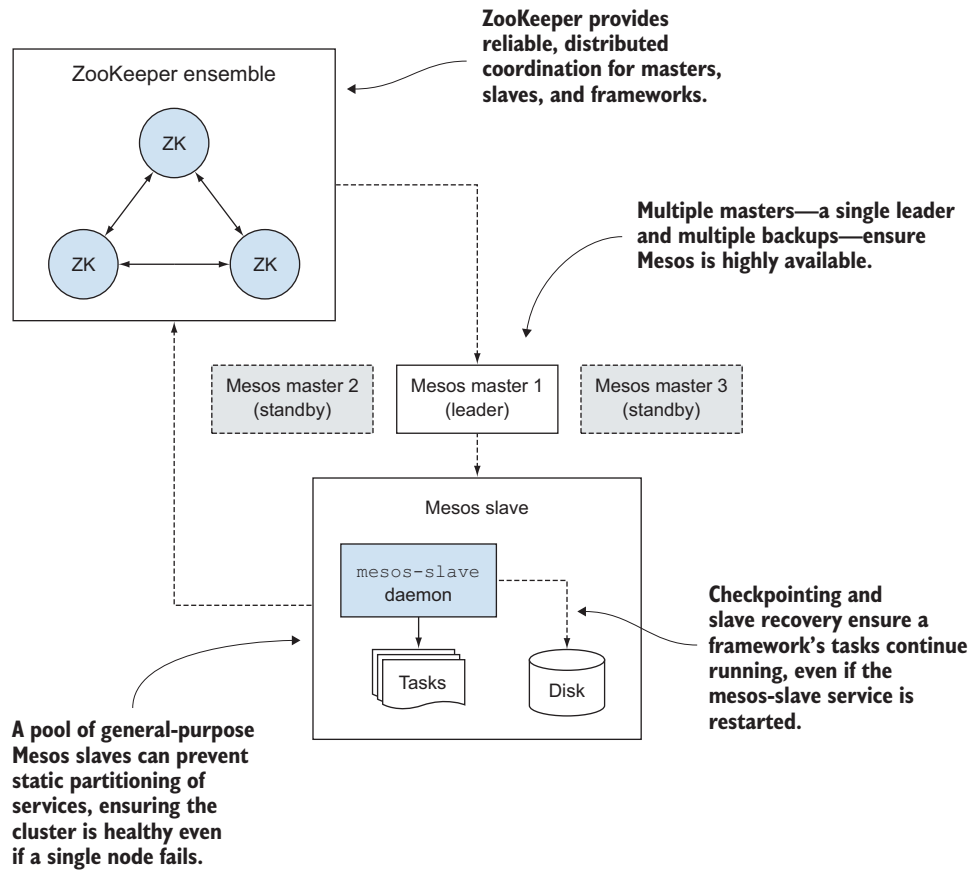 ZooKeeper provides
reliable, distributed
coordination for masters,
slaves, and frameworks.
ZooKeeper ensemble
ZK
ZK
ZK
Multiple masters—a single leader
and multiple backups—ensure
Mesos is highly available.
Mesos master 2
(standby)
Mesos master 1
(leader)
Mesos master 3
(standby)
Mesos slave
mesos-slave
daemon
Tasks
Disk
Checkpointing and
slave recovery ensure a
framework's tasks continue
running, even if the
mesos-slave service is
restarted.
A pool of general-purpose
Mesos slaves can prevent
static partitioning of
services, ensuring the
cluster is healthy even
if a single node fails.